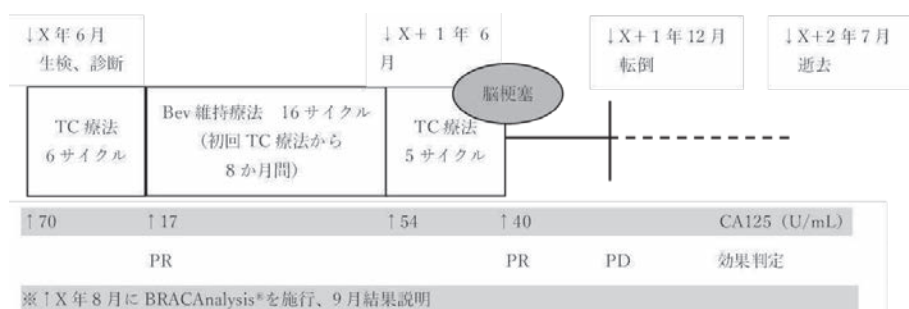 ↓X年6月
生検、診断
↓X+1年6
月
↓X+1年12月
転倒
↓X+2年7月
逝去
脳梗塞
TC療法
6サイクル
Bev維持療法 16サイクル
(初回TC療法から
8か月間)
TC療法
5サイクル
↑70 ↑17 ↑54 ↑40 CA125 (U/mL)
PR PR PD 効果判定
※↑X年8月にBRACAnalysis®を施行、9月結果説明